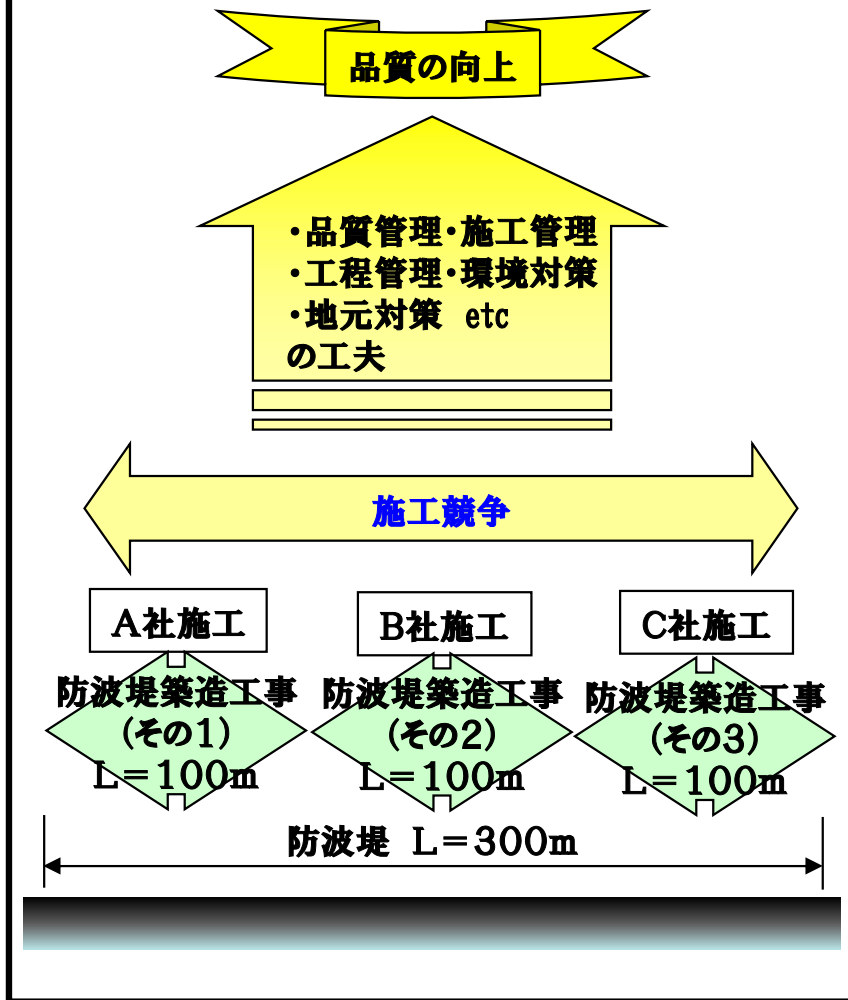 品質の向上
・品質管理・施工管理
・工程管理・環境対策
・地元対策 etc
の工夫
施工競争
A社施工
防波堤築造工事
(その1)
L=100m
B社施工
防波堤築造工事
(その2)
L=100m
C社施工
防波堤築造工事
(その3)
L=100m
防波堤 L=300m